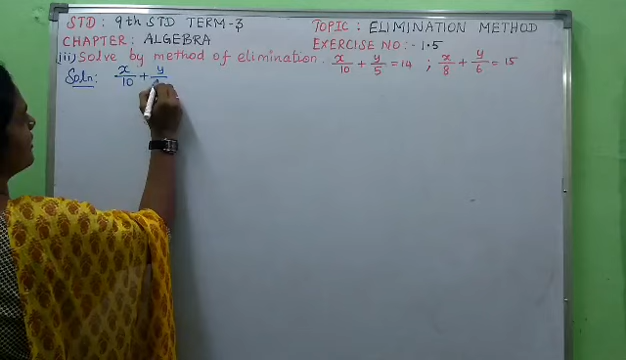 STD: 9th STD TERM-3
TOPIC: ELIMINATION METHOD
CHAPTER: ALGEBRA
EXERCISE NO:- 1.5
iii) Solve by method of elimination. x/10 + y/5 = 14 ; x/8 + y/6 = 15
Soln: x/10 + y/